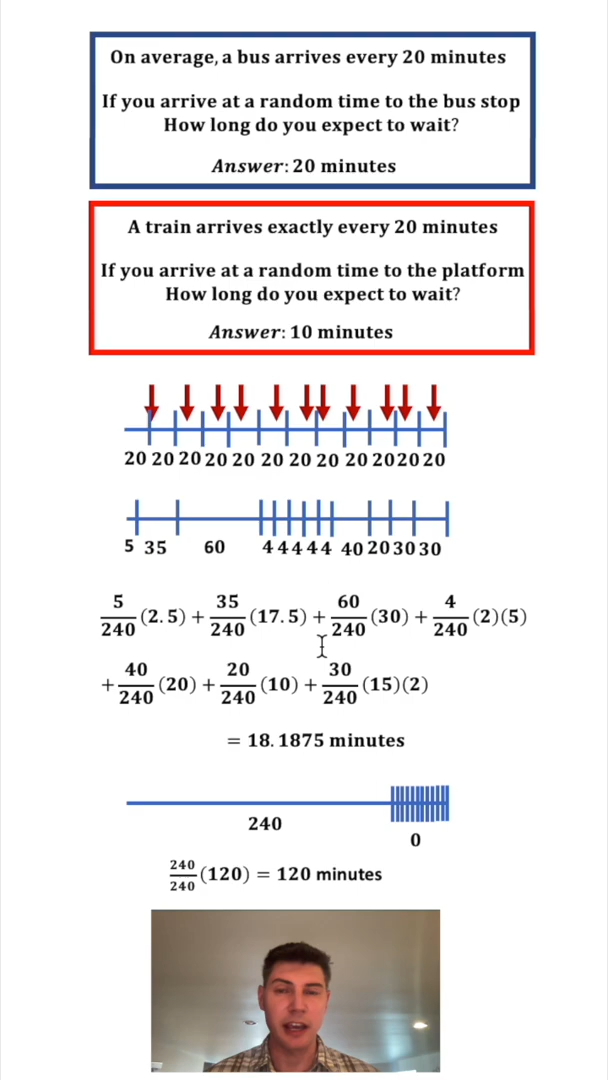 On average, a bus arrives every 20 minutes
If you arrive at a random time to the bus stop
How long do you expect to wait?
Answer: 20 minutes
A train arrives exactly every 20 minutes
If you arrive at a random time to the platform
How long do you expect to wait?
Answer: 10 minutes
20 20 20 20 20 20 20 20 20 20 20 20
5 35 60 4 4 4 4 4 40 20 30 30
5/240 (2.5) + 35/240 (17.5) + 60/240 (30) + 4/240 (2)(5)
+ 40/240 (20) + 20/240 (10) + 30/240 (15)(2)
= 18.1875 minutes
240
0
240/240 (120) = 120 minutes